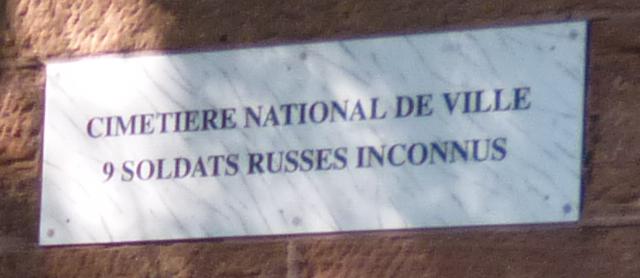 CIMETIERE NATIONAL DE VILLE
9 SOLDATS RUSSES INCONNUS